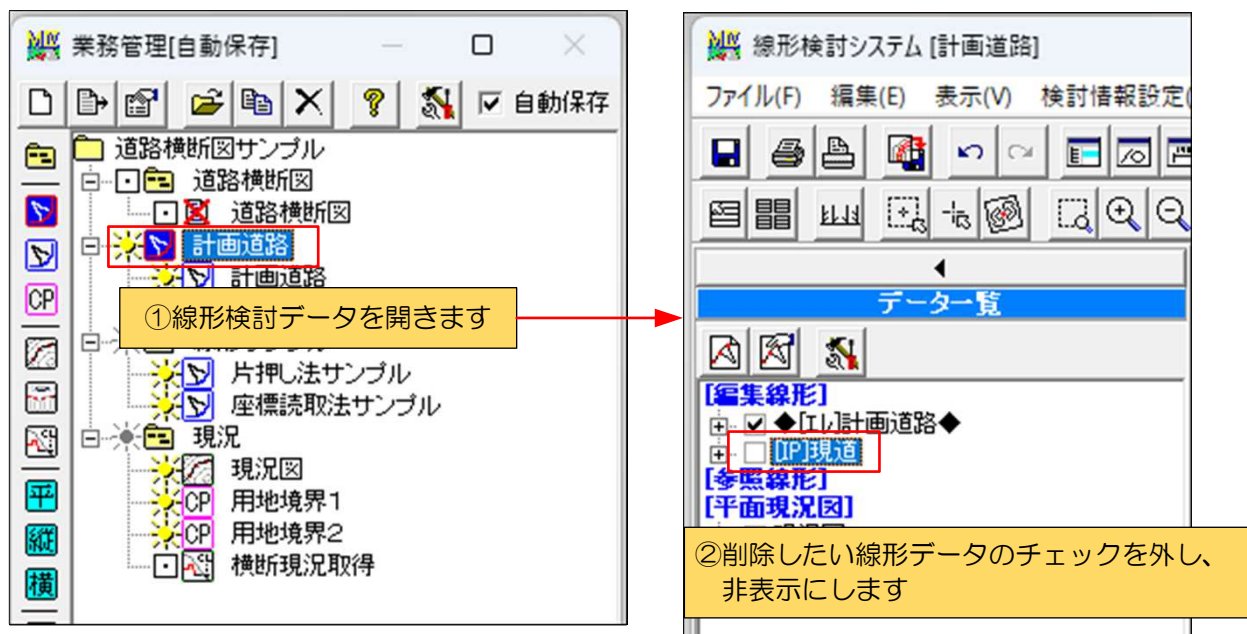 業務管理[自動保存]
自動保存
道路横断図サンプル
道路横断図
道路横断図
計画道路
計画道路
①線形検討データを開きます
片押し法サンプル
座標読取法サンプル
現況
現況図
CP 用地境界1
CP 用地境界2
横断現況取得
CP
平
縦
横
線形検討システム [計画道路]
ファイル(F) 編集(E) 表示(V) 検討情報設定(
データ一覧
[編集線形]
◆[エレ]計画道路◆
[IP]現道
[参照線形]
[平面現況図]
②削除したい線形データのチェックを外し、
非表示にします